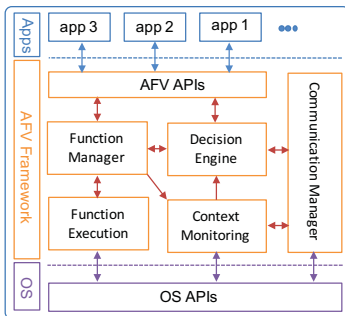 Apps
app 3
app 2
app 1
AFV Framework
AFV APIs
Function
Manager
Decision
Engine
Communication Manager
Function
Execution
Context
Monitoring
OS
OS APIs